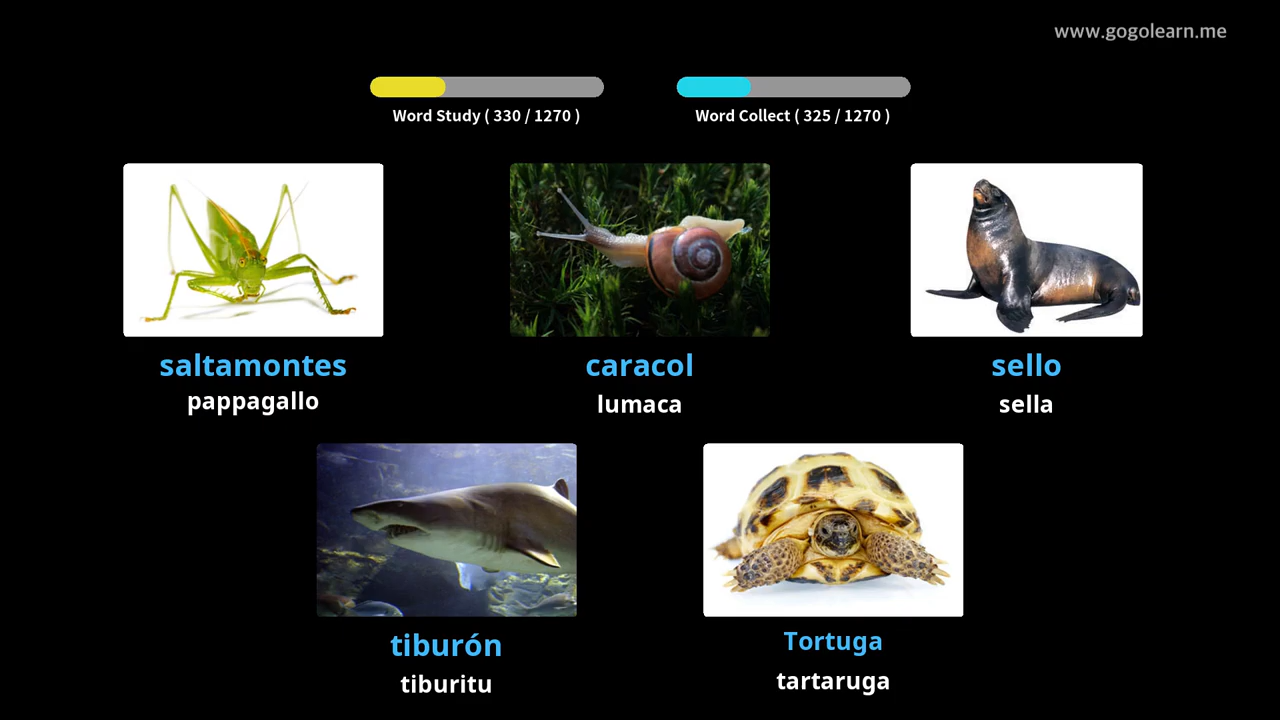 www.gogolearn.me
Word Study ( 330 / 1270 )
Word Collect ( 325 / 1270 )
saltamontes
pappagallo
caracol
lumaca
sello
sella
tiburón
tiburitu
Tortuga
tartaruga